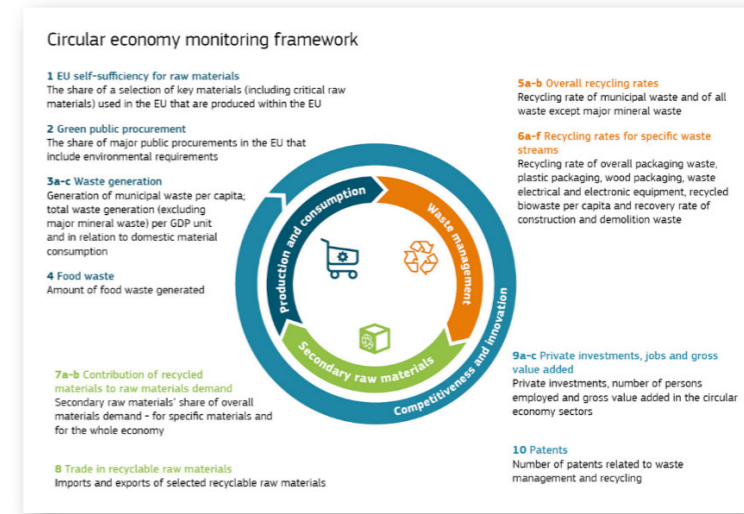 Circular economy monitoring framework
1 EU self-sufficiency for raw materials
The share of a selection of key materials (including critical raw
materials) used in the EU that are produced within the EU
2 Green public procurement
The share of major public procurements in the EU that
include environmental requirements
3a-c Waste generation
Generation of municipal waste per capita;
total waste generation (excluding
major mineral waste) per GDP unit
and in relation to domestic material
consumption
4 Food waste
Amount of food waste generated
5a-b Overall recycling rates
Recycling rate of municipal waste and of all
waste except major mineral waste
6a-f Recycling rates for specific waste
streams
Recycling rate of overall packaging waste,
plastic packaging, wood packaging, waste
electrical and electronic equipment, recycled
biowaste per capita and recovery rate of
construction and demolition waste
Production and consumption
Waste management
Secondary raw materials
Competitiveness and innovation
7a-b Contribution of recycled
materials to raw materials demand
Secondary raw materials' share of overall
materials demand - for specific materials and
for the whole economy
8 Trade in recyclable raw materials
Imports and exports of selected recyclable raw materials
9a-c Private investments, jobs and gross
value added
Private investments, number of persons
employed and gross value added in the circular
economy sectors
10 Patents
Number of patents related to waste
management and recycling